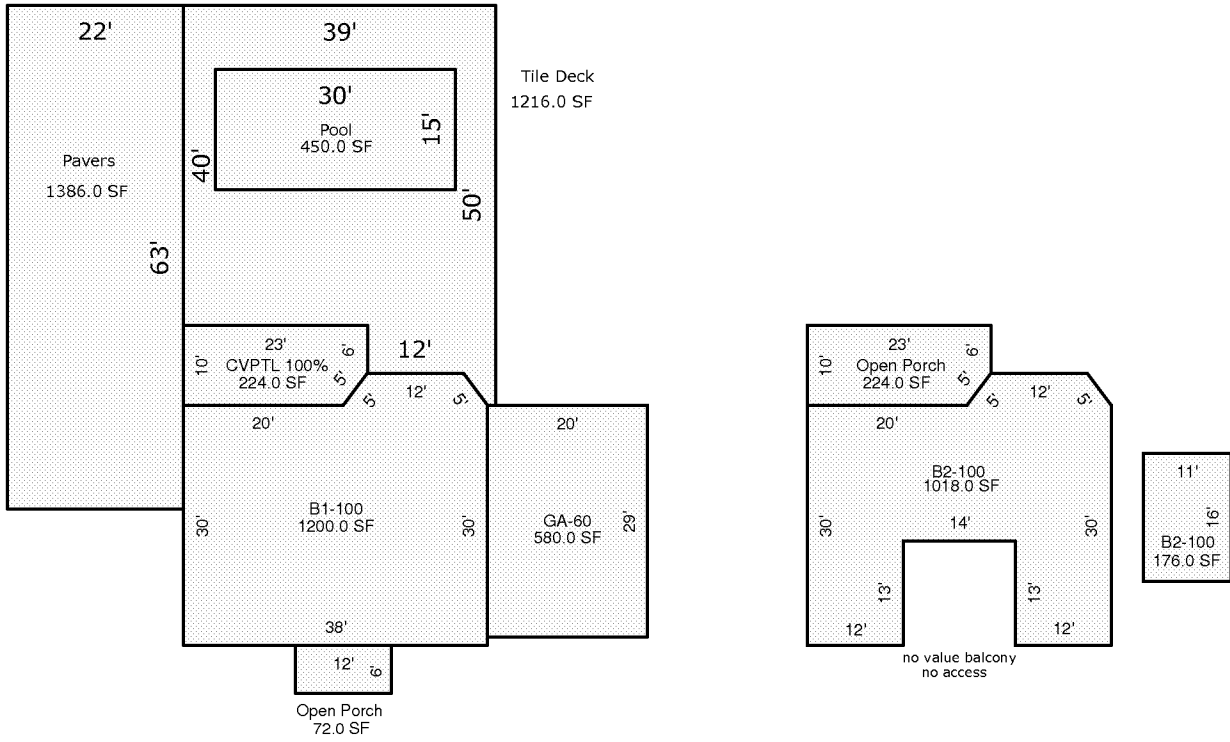 22'
39'
Tile Deck
1216.0 SF
30'
Pool
450.0 SF
15'
40'
50'
Pavers
1386.0 SF
63'
23'
CVPTL 100%
224.0 SF
10'
6'
5'
12'
12'
5'
5'
20'
B1-100
1200.0 SF
30'
30'
38'
20'
GA-60
580.0 SF
29'
12'
6'
Open Porch
72.0 SF
23'
Open Porch
224.0 SF
10'
6'
5'
12'
5'
5'
20'
B2-100
1018.0 SF
30'
14'
30'
13'
13'
12'
12'
no value balcony
no access
11'
16'
B2-100
176.0 SF